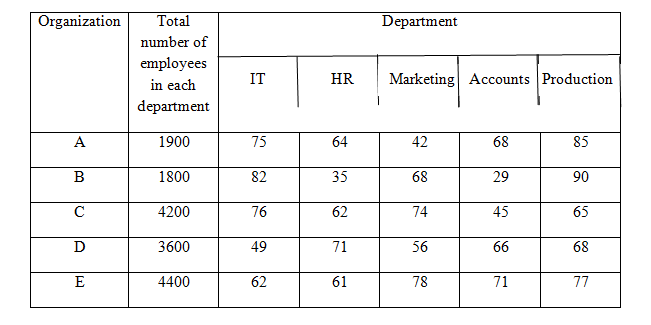 Organization Total Department
number of
employees
in each IT HR Marketing Accounts Production
department
A 1900 75 64 42 68 85
B 1800 82 35 68 29 90
C 4200 76 62 74 45 65
D 3600 49 71 56 66 68
E 4400 62 61 78 71 77